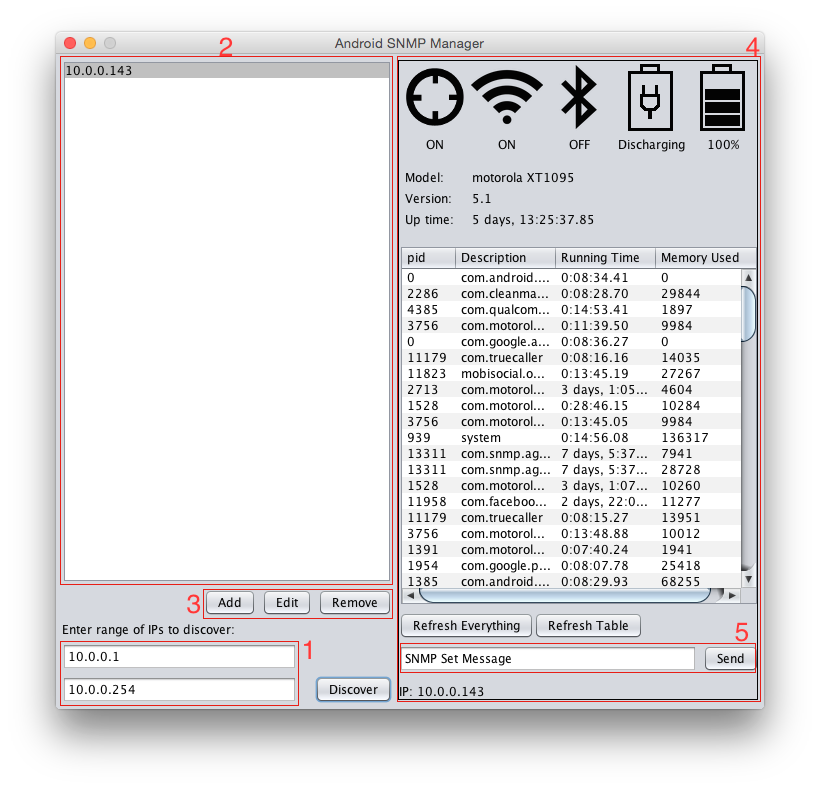 Android SNMP Manager
2
4
10.0.0.143
ON ON OFF Discharging 100%
Model: motorola XT1095
Version: 5.1
Up time: 5 days, 13:25:37.85
pid Description Running Time Memory Used
0 com.android.... 0:08:34.41 0
2286 com.cleanma... 0:08:28.70 29844
4385 com.qualcom... 0:14:53.41 1897
3756 com.motorol... 0:11:39.50 9984
0 com.google.a... 0:08:36.27 0
11179 com.truecaller 0:08:16.16 14035
11823 mobisocial.o... 0:13:45.19 27267
2713 com.motorol... 3 days, 1:05... 4604
1528 com.motorol... 0:28:46.15 10284
3756 com.motorol... 0:13:45.05 9984
939 system 0:14:56.08 136317
13311 com.snmp.ag... 7 days, 5:37... 7941
13311 com.snmp.ag... 7 days, 5:37... 28728
1528 com.motorol... 3 days, 1:07... 10260
11958 com.faceboo... 2 days, 22:0... 11277
11179 com.truecaller 0:08:15.27 13951
3756 com.motorol... 0:13:48.88 10012
1391 com.motorol... 0:07:40.24 1941
1954 com.google.p... 0:08:07.78 25418
1385 com.android.... 0:08:29.93 68255
3
Add Edit Remove
Enter range of IPs to discover:
1
10.0.0.1
10.0.0.254
Discover
Refresh Everything Refresh Table
5
SNMP Set Message Send
IP: 10.0.0.143